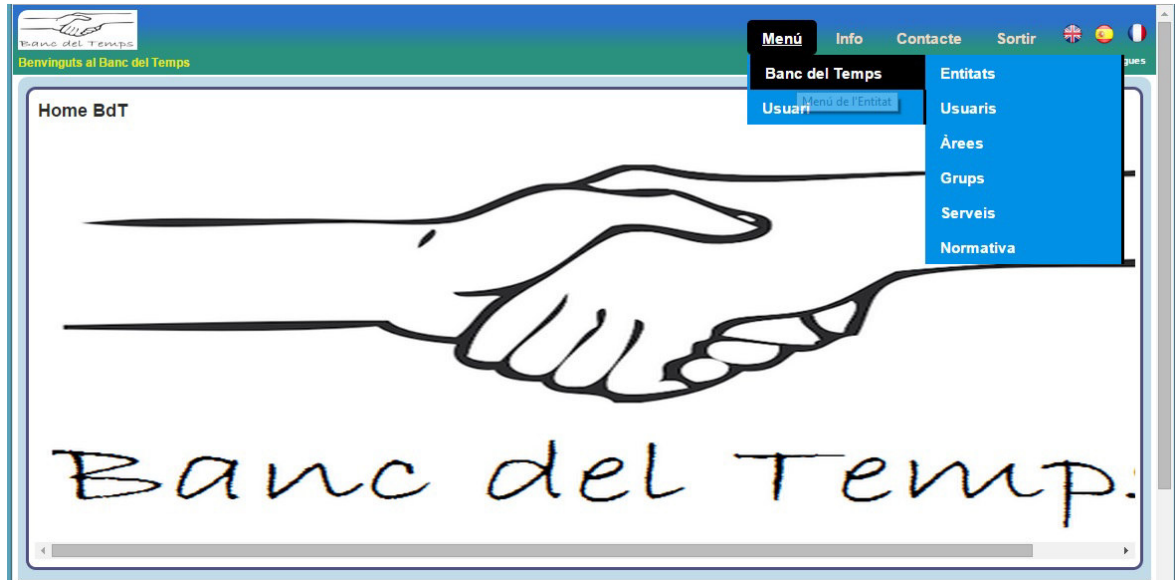 Banc del Temps
Benvinguts al Banc del Temps
Menú Info Contacte Sortir
gues
Banc del Temps
Menú de l'Entitat
Usuari
Entitats
Usuaris
Àrees
Grups
Serveis
Normativa
Home BdT
Banc del Temps